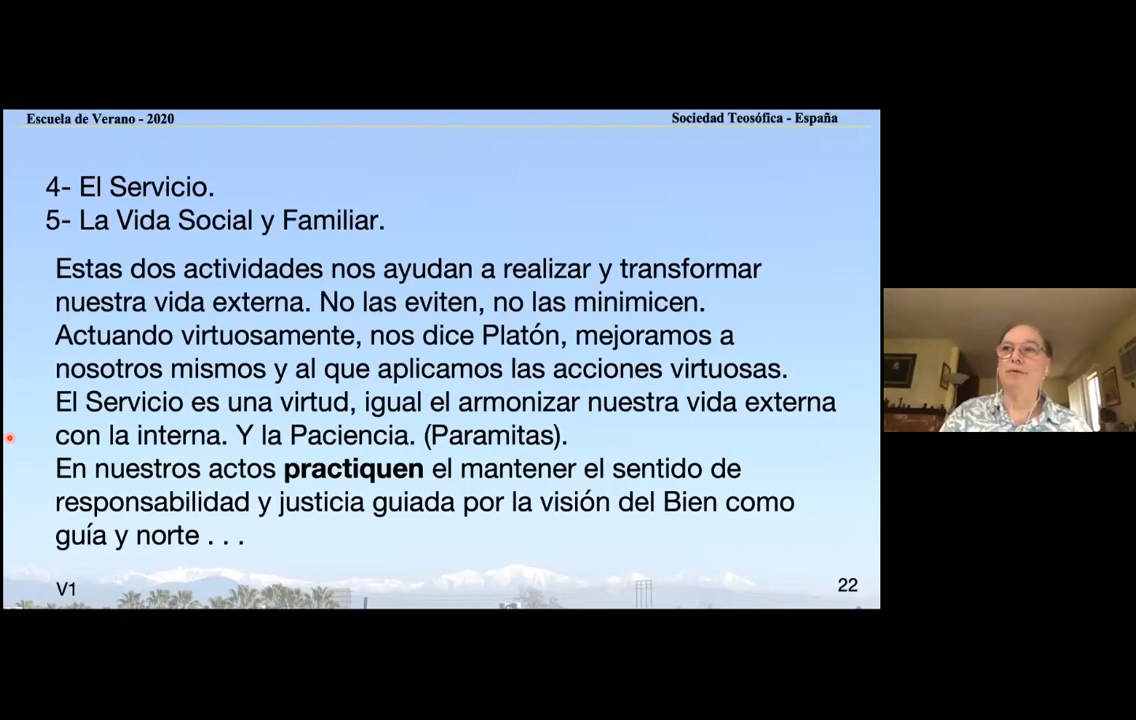 Escuela de Verano - 2020
Sociedad Teosófica - España
4- El Servicio.
5- La Vida Social y Familiar.
Estas dos actividades nos ayudan a realizar y transformar
nuestra vida externa. No las eviten, no las minimicen.
Actuando virtuosamente, nos dice Platón, mejoramos a
nosotros mismos y al que aplicamos las acciones virtuosas.
El Servicio es una virtud, igual el armonizar nuestra vida externa
con la interna. Y la Paciencia. (Paramitas).
En nuestros actos practiquen el mantener el sentido de
responsabilidad y justicia guiada por la visión del Bien como
guía y norte . . .
V1
22